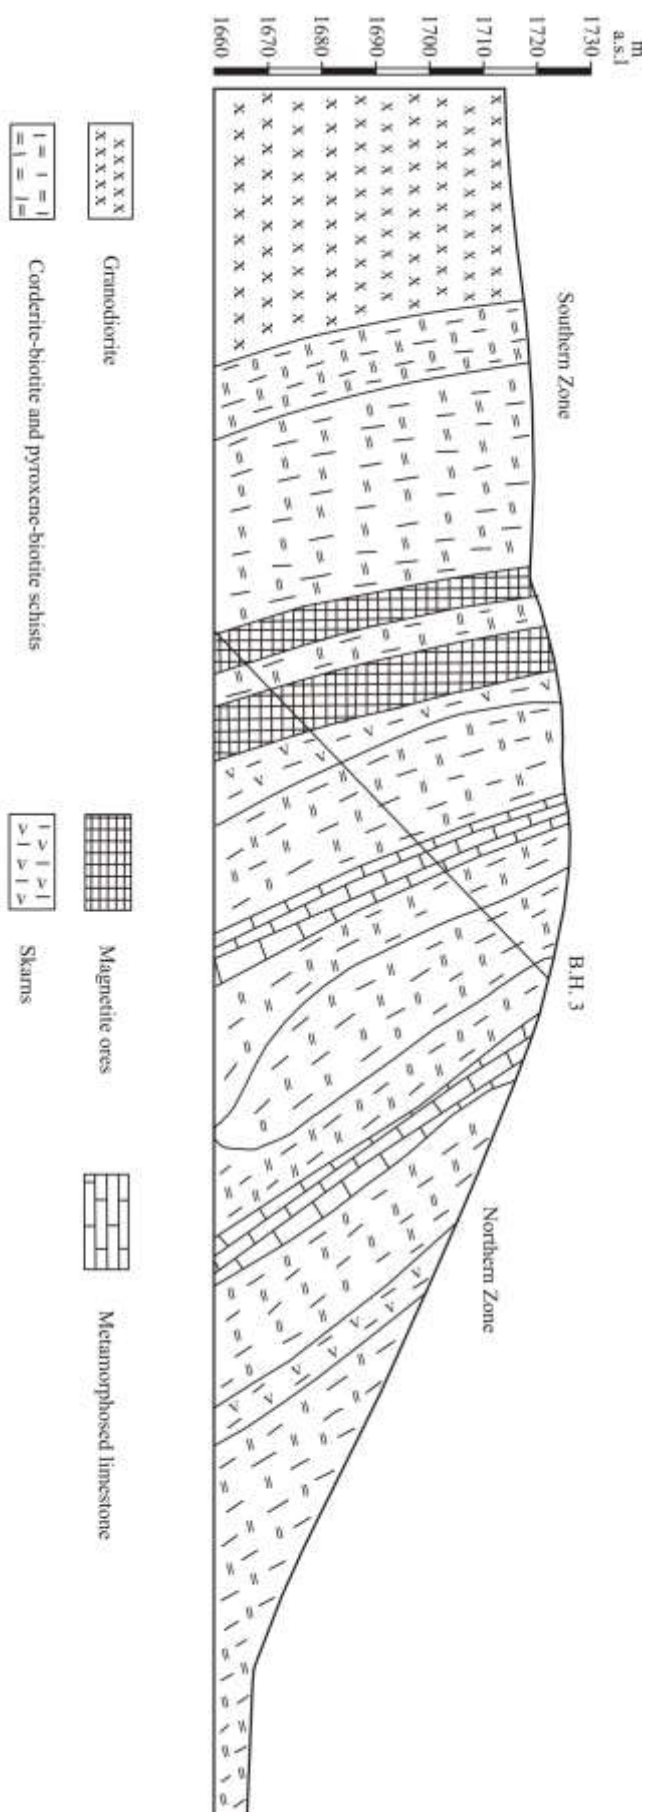 m
a.s.l
1730
1720
1710
1700
1690
1680
1670
1660
Southern Zone
B.H. 3
Northern Zone
Granodiorite
Magnetite ores
Metamorphosed limestone
Corderite-biotite and pyroxene-biotite schists
Skarns